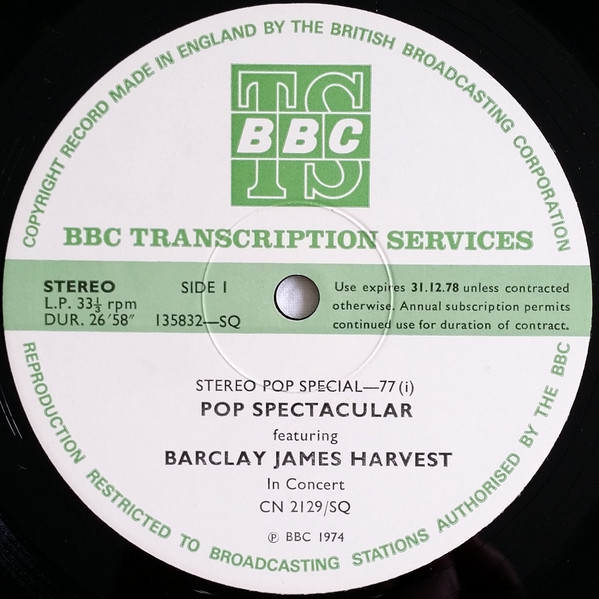 COPYRIGHT RECORD MADE IN ENGLAND BY THE BRITISH BROADCASTING CORPORATION
TS
BBC
BBC TRANSCRIPTION SERVICES
STEREO
L.P. 33⅓ rpm
DUR. 26′58″
SIDE 1
135832—SQ
Use expires 31.12.78 unless contracted
otherwise. Annual subscription permits
continued use for duration of contract.
STEREO POP SPECIAL—77 (i)
POP SPECTACULAR
featuring
BARCLAY JAMES HARVEST
In Concert
CN 2129/SQ
℗ BBC 1974
REPRODUCTION RESTRICTED TO BROADCASTING STATIONS AUTHORISED BY THE BBC